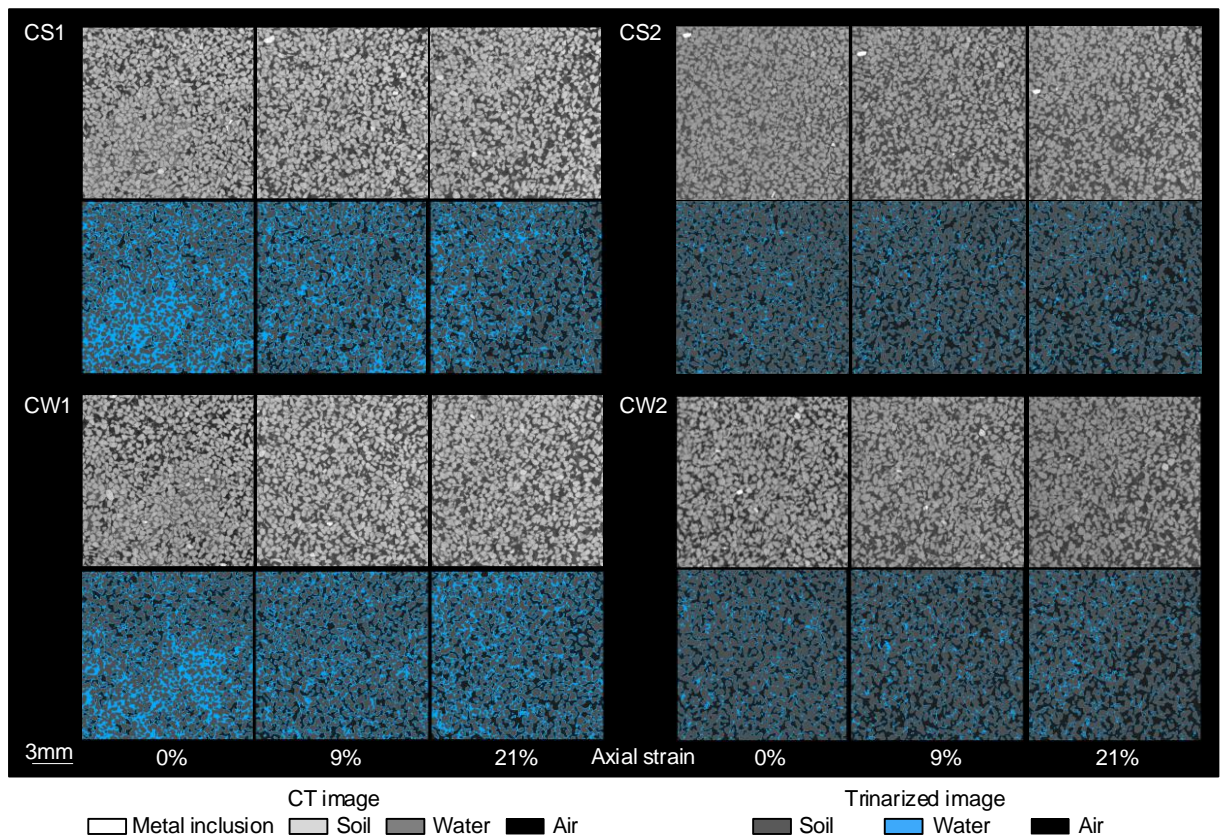 CS1
CS2
CW1
CW2
3mm
0%
9%
21%
Axial strain
0%
9%
21%
CT image
Trinarized image
Metal inclusion
Soil
Water
Air
Soil
Water
Air